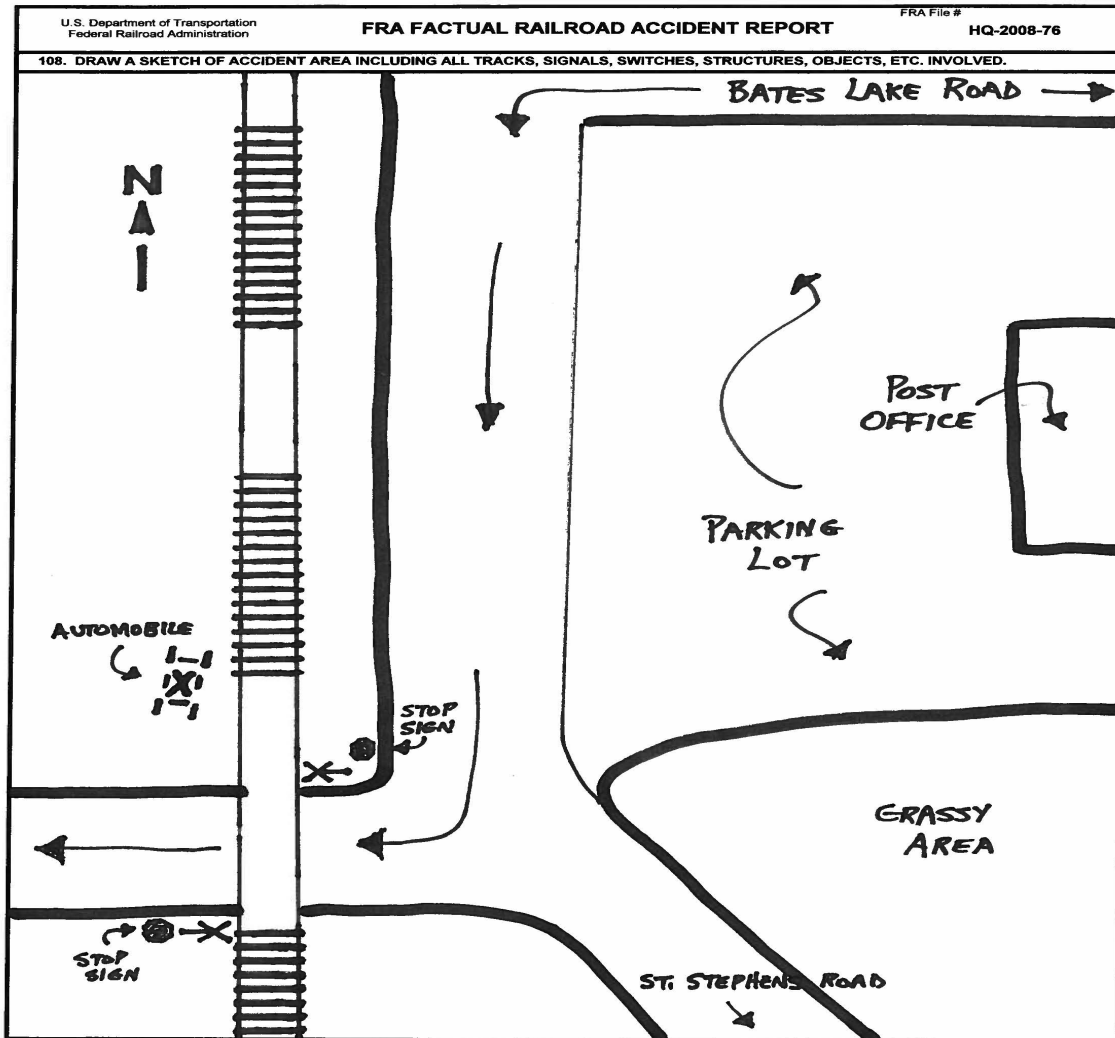 U.S. Department of Transportation
Federal Railroad Administration
FRA FACTUAL RAILROAD ACCIDENT REPORT
FRA File #
HQ-2008-76
108. DRAW A SKETCH OF ACCIDENT AREA INCLUDING ALL TRACKS, SIGNALS, SWITCHES, STRUCTURES, OBJECTS, ETC. INVOLVED.
BATES LAKE ROAD
N
POST
OFFICE
PARKING
LOT
AUTOMOBILE
STOP
SIGN
GRASSY
AREA
STOP
SIGN
ST. STEPHENS ROAD